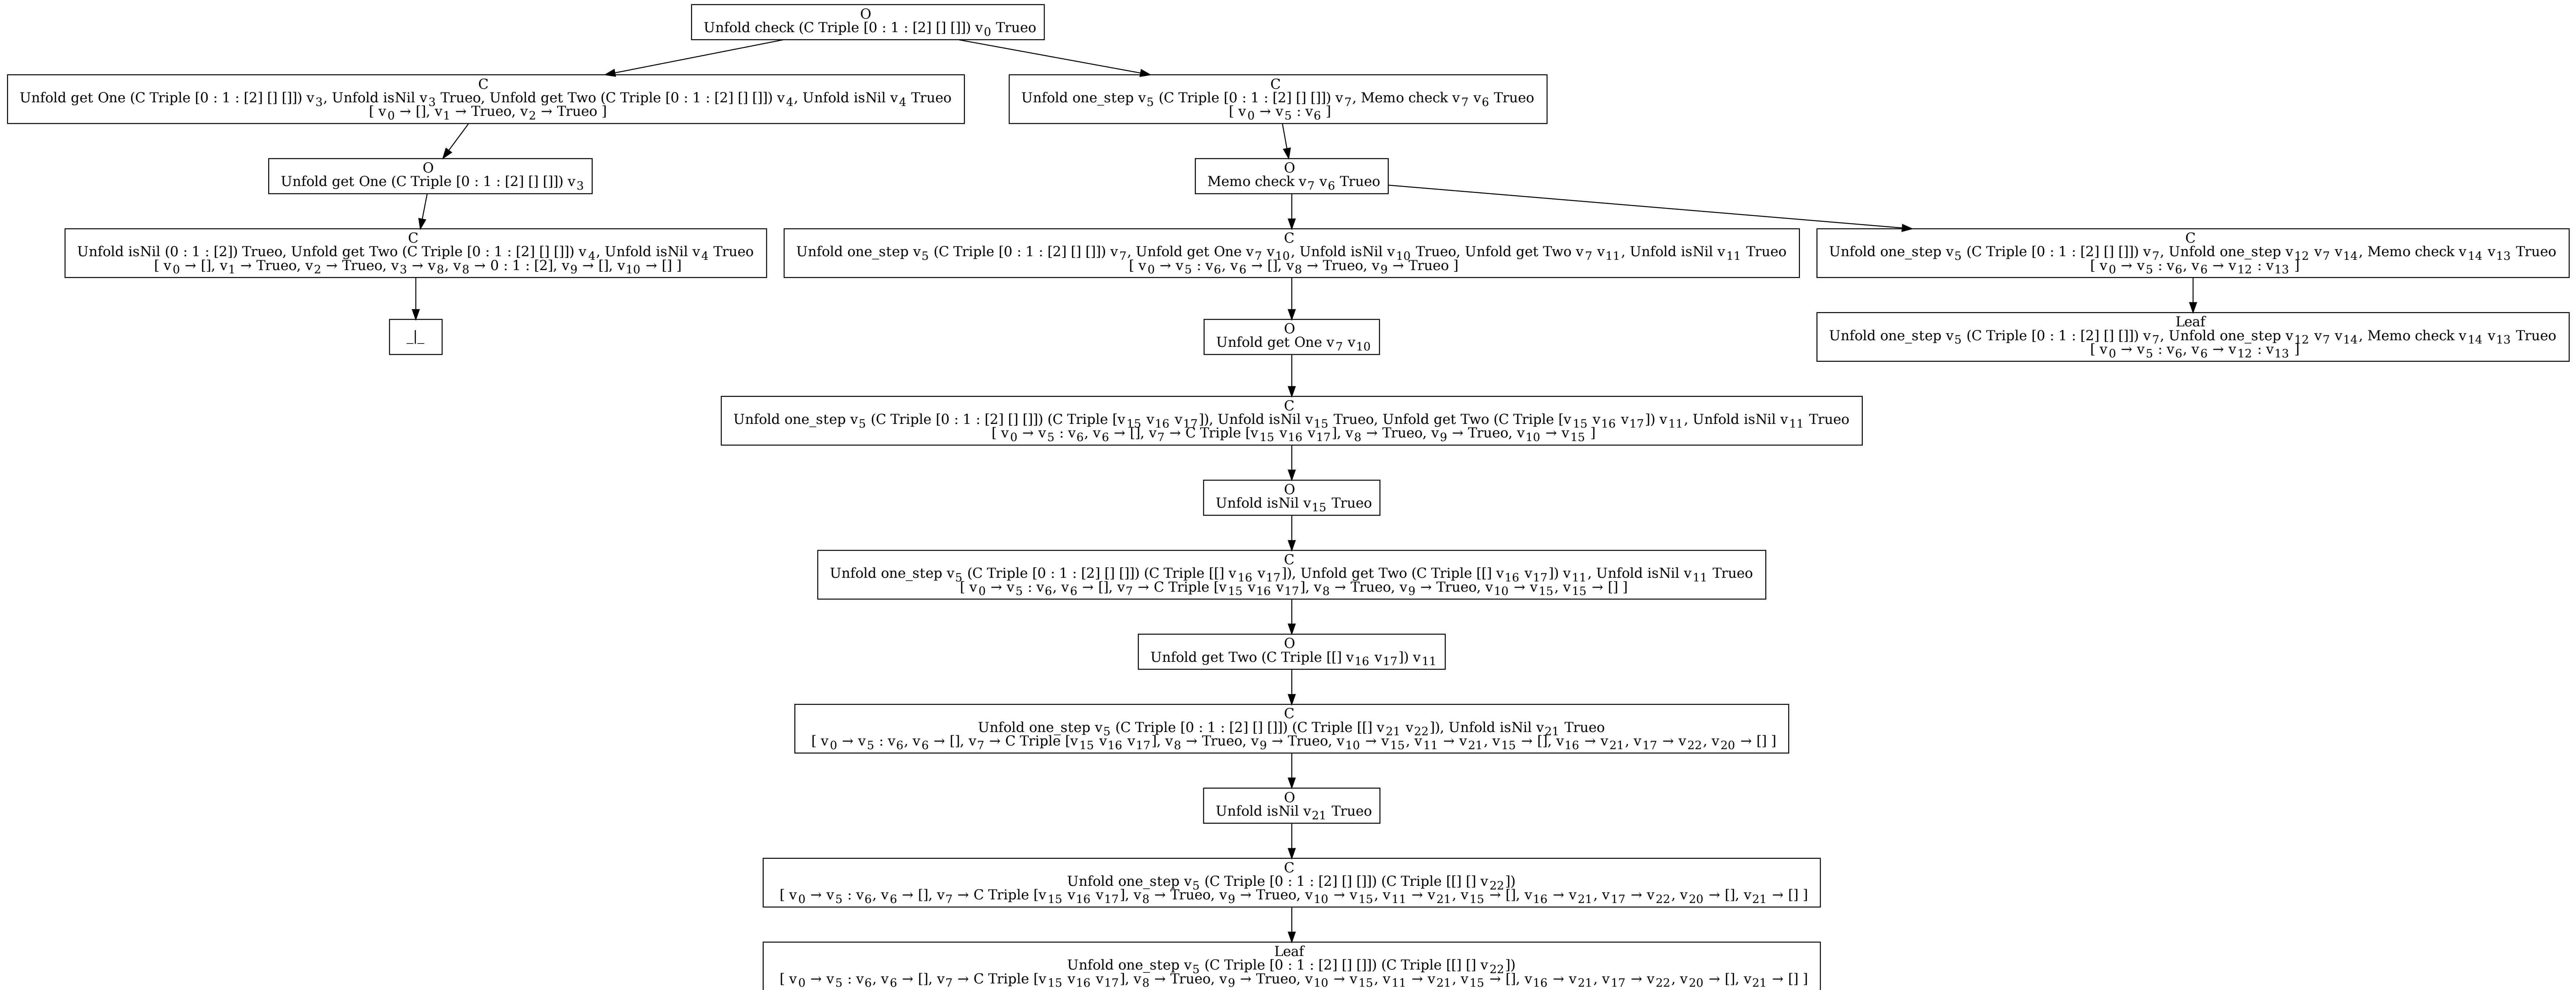 O
Unfold check (C Triple [0 : 1 : [2] [] []]) v0 Trueo
C
Unfold get One (C Triple [0 : 1 : [2] [] []]) v3, Unfold isNil v3 Trueo, Unfold get Two (C Triple [0 : 1 : [2] [] []]) v4, Unfold isNil v4 Trueo
[ v0 → [], v1 → Trueo, v2 → Trueo ]
C
Unfold one_step v5 (C Triple [0 : 1 : [2] [] []]) v7, Memo check v7 v6 Trueo
[ v0 → v5 : v6 ]
O
Unfold get One (C Triple [0 : 1 : [2] [] []]) v3
O
Memo check v7 v6 Trueo
C
Unfold isNil (0 : 1 : [2]) Trueo, Unfold get Two (C Triple [0 : 1 : [2] [] []]) v4, Unfold isNil v4 Trueo
[ v0 → [], v1 → Trueo, v2 → Trueo, v3 → v8, v8 → 0 : 1 : [2], v9 → [], v10 → [] ]
C
Unfold one_step v5 (C Triple [0 : 1 : [2] [] []]) v7, Unfold get One v7 v10, Unfold isNil v10 Trueo, Unfold get Two v7 v11, Unfold isNil v11 Trueo
[ v0 → v5 : v6, v6 → [], v8 → Trueo, v9 → Trueo ]
C
Unfold one_step v5 (C Triple [0 : 1 : [2] [] []]) v7, Unfold one_step v12 v7 v14, Memo check v14 v13 Trueo
[ v0 → v5 : v6, v6 → v12 : v13 ]
_|_
O
Unfold get One v7 v10
Leaf
Unfold one_step v5 (C Triple [0 : 1 : [2] [] []]) v7, Unfold one_step v12 v7 v14, Memo check v14 v13 Trueo
[ v0 → v5 : v6, v6 → v12 : v13 ]
C
Unfold one_step v5 (C Triple [0 : 1 : [2] [] []]) (C Triple [v15 v16 v17]), Unfold isNil v15 Trueo, Unfold get Two (C Triple [v15 v16 v17]) v11, Unfold isNil v11 Trueo
[ v0 → v5 : v6, v6 → [], v7 → C Triple [v15 v16 v17], v8 → Trueo, v9 → Trueo, v10 → v15 ]
O
Unfold isNil v15 Trueo
C
Unfold one_step v5 (C Triple [0 : 1 : [2] [] []]) (C Triple [[] v16 v17]), Unfold get Two (C Triple [[] v16 v17]) v11, Unfold isNil v11 Trueo
[ v0 → v5 : v6, v6 → [], v7 → C Triple [v15 v16 v17], v8 → Trueo, v9 → Trueo, v10 → v15, v15 → [] ]
O
Unfold get Two (C Triple [[] v16 v17]) v11
C
Unfold one_step v5 (C Triple [0 : 1 : [2] [] []]) (C Triple [[] v21 v22]), Unfold isNil v21 Trueo
[ v0 → v5 : v6, v6 → [], v7 → C Triple [v15 v16 v17], v8 → Trueo, v9 → Trueo, v10 → v15, v11 → v21, v15 → [], v16 → v21, v17 → v22, v20 → [] ]
O
Unfold isNil v21 Trueo
C
Unfold one_step v5 (C Triple [0 : 1 : [2] [] []]) (C Triple [[] [] v22])
[ v0 → v5 : v6, v6 → [], v7 → C Triple [v15 v16 v17], v8 → Trueo, v9 → Trueo, v10 → v15, v11 → v21, v15 → [], v16 → v21, v17 → v22, v20 → [], v21 → [] ]
Leaf
Unfold one_step v5 (C Triple [0 : 1 : [2] [] []]) (C Triple [[] [] v22])
[ v0 → v5 : v6, v6 → [], v7 → C Triple [v15 v16 v17], v8 → Trueo, v9 → Trueo, v10 → v15, v11 → v21, v15 → [], v16 → v21, v17 → v22, v20 → [], v21 → [] ]